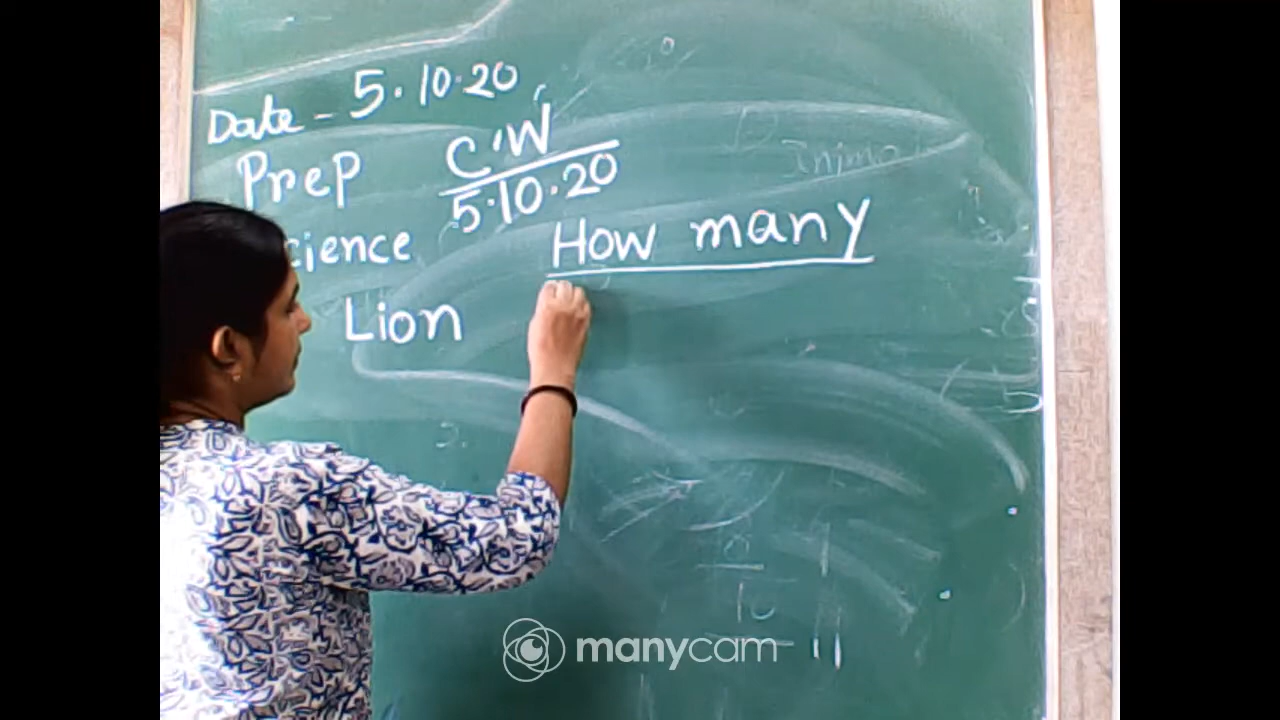 Date - 5.10.20
Prep
C'W
5.10.20
cience
How many
Lion
manycam